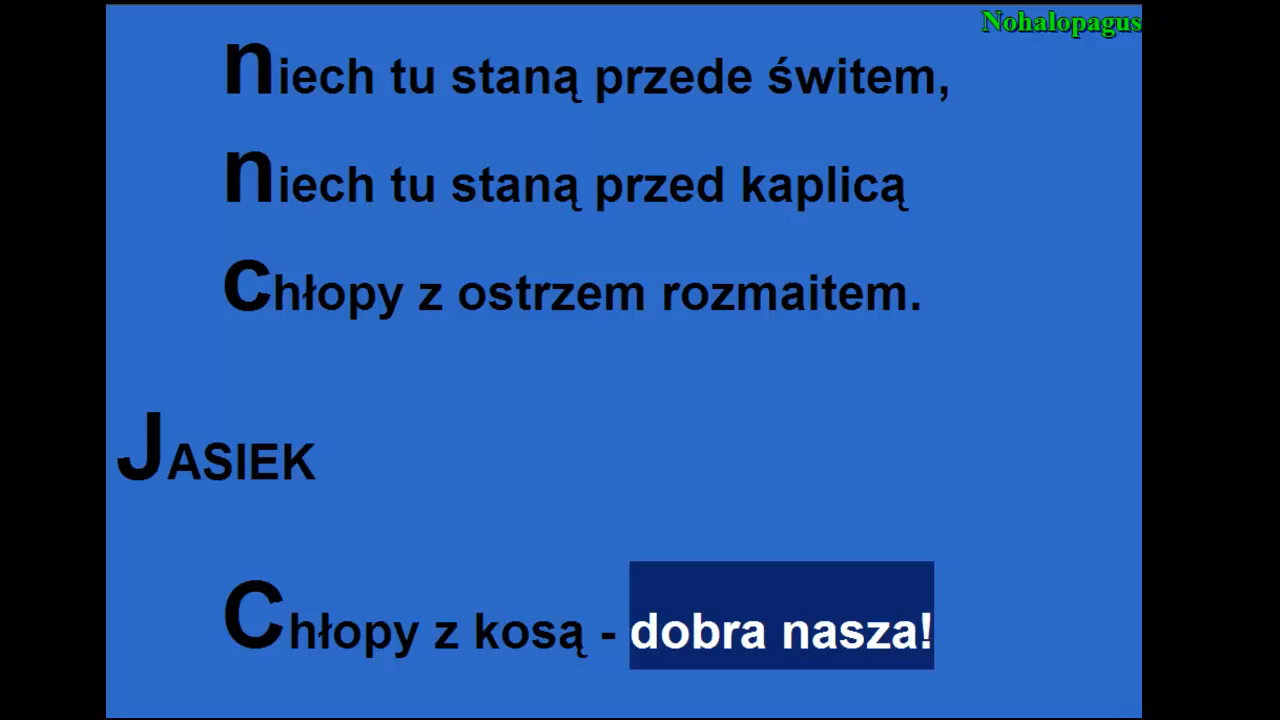 Nohalopagus
niech tu staną przede świtem,
niech tu staną przed kaplicą
chłopy z ostrzem rozmaitem.
JASIEK
Chłopy z kosą - dobra nasza!